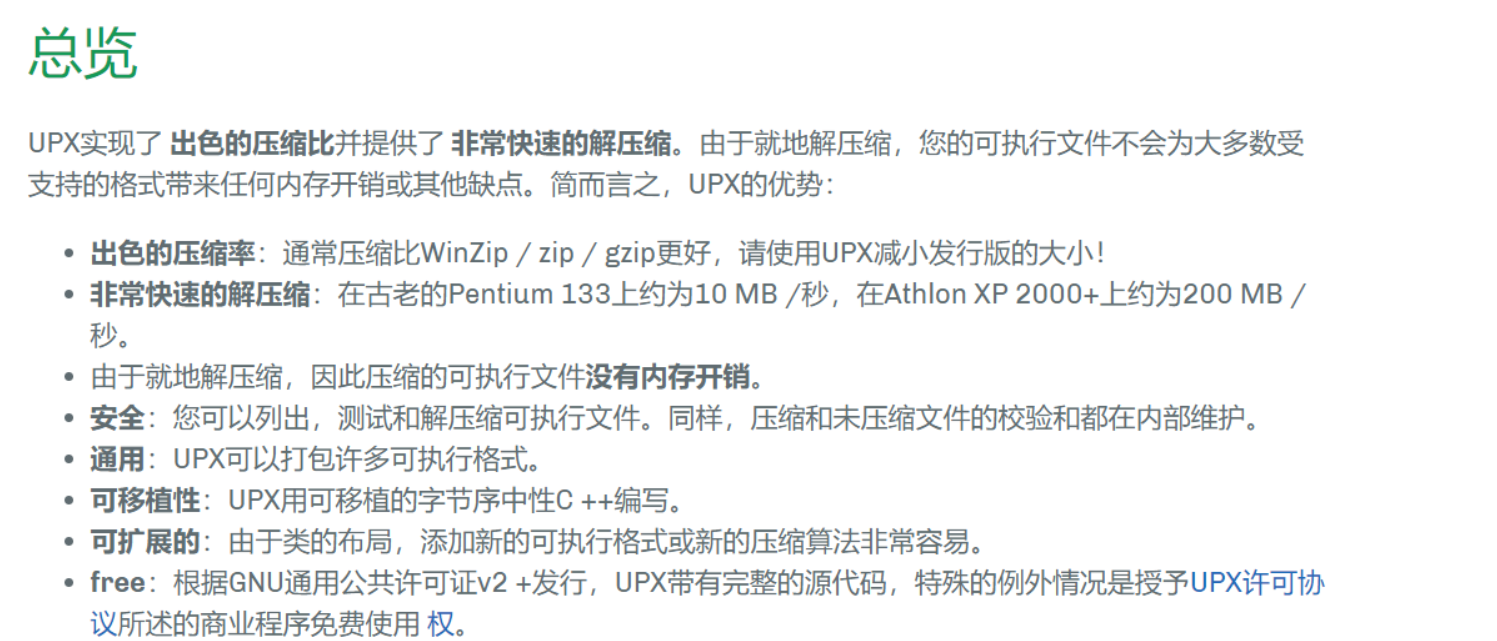 总览
UPX实现了 出色的压缩比并提供了 非常快速的解压缩。由于就地解压缩，您的可执行文件不会为大多数受
支持的格式带来任何内存开销或其他缺点。简而言之，UPX的优势：
出色的压缩率：通常压缩比WinZip / zip / gzip更好，请使用UPX减小发行版的大小！
非常快速的解压缩：在古老的Pentium 133上约为10 MB /秒，在Athlon XP 2000+上约为200 MB /
秒。
由于就地解压缩，因此压缩的可执行文件没有内存开销。
安全：您可以列出，测试和解压缩可执行文件。同样，压缩和未压缩文件的校验和都在内部维护。
通用：UPX可以打包许多可执行格式。
可移植性：UPX用可移植的字节序中性C ++编写。
可扩展的：由于类的布局，添加新的可执行格式或新的压缩算法非常容易。
free：根据GNU通用公共许可证v2 +发行，UPX带有完整的源代码，特殊的例外情况是授予UPX许可协
议所述的商业程序免费使用 权。